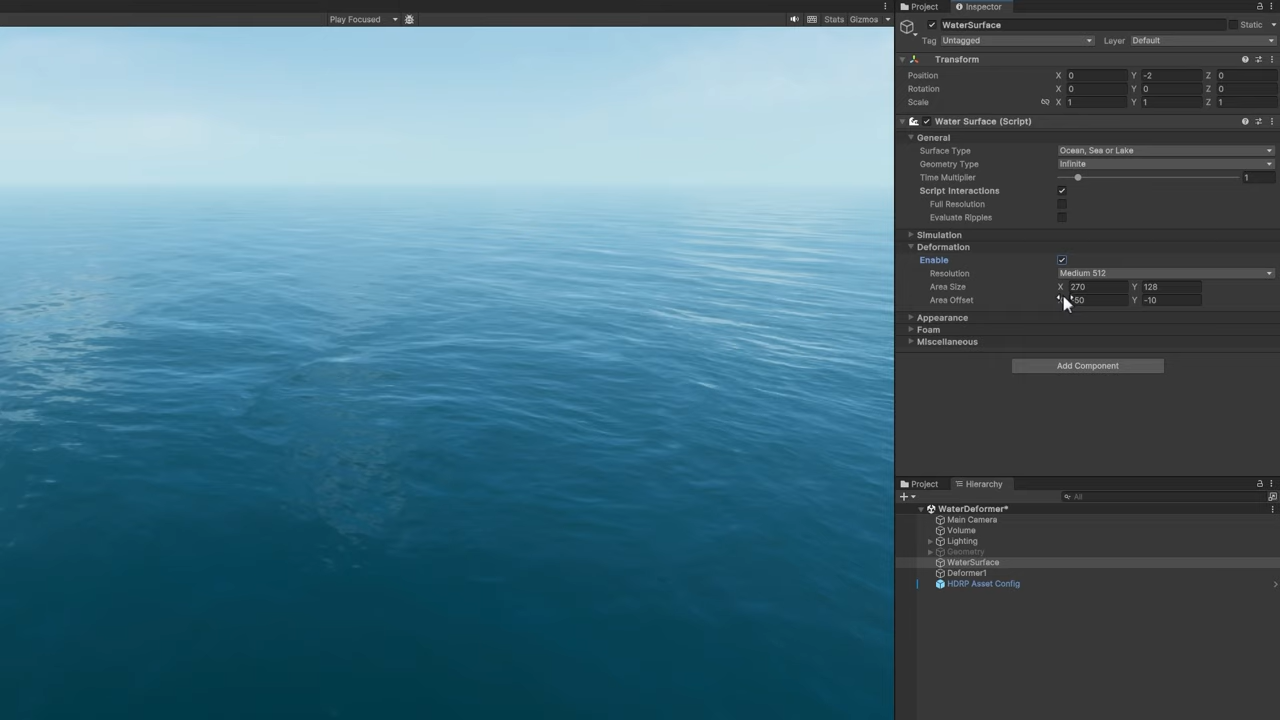 Project
Inspector
Play Focused
Stats
Gizmos
WaterSurface
Static
Tag Untagged
Layer Default
Transform
Position X 0 Y -2 Z 0
Rotation X 0 Y 0 Z 0
Scale X 1 Y 1 Z 1
Water Surface (Script)
General
Surface Type Ocean, Sea or Lake
Geometry Type Infinite
Time Multiplier 1
Script Interactions
Full Resolution
Evaluate Ripples
Simulation
Deformation
Enable
Resolution Medium 512
Area Size X 270 Y 128
Area Offset 50 Y -10
Appearance
Foam
Miscellaneous
Add Component
Project
Hierarchy
All
WaterDeformer*
Main Camera
Volume
Lighting
Geometry
WaterSurface
Deformer1
HDRP Asset Config